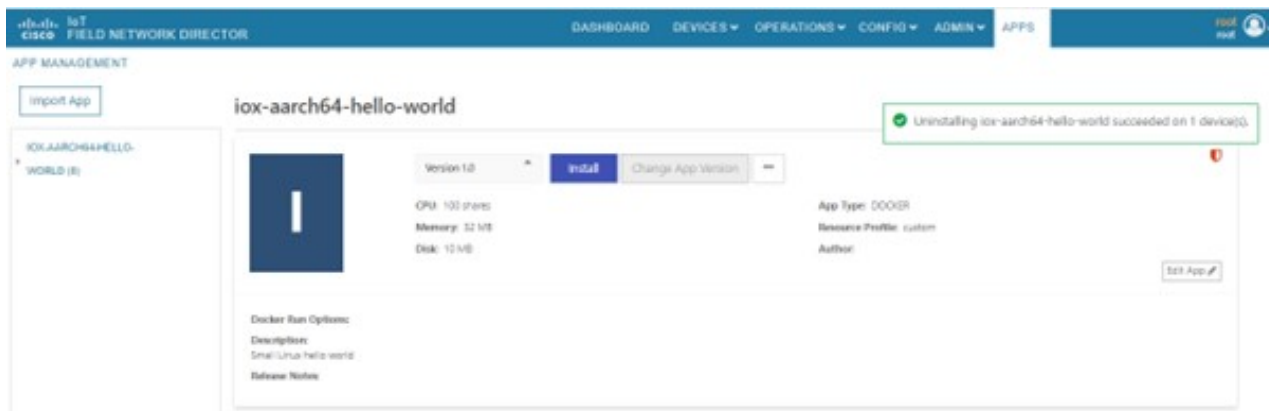 cisco IoT FIELD NETWORK DIRECTOR
DASHBOARD DEVICES OPERATIONS CONFIG ADMIN APPS
root
root
APP MANAGEMENT
Import App
iox-aarch64-hello-world
Uninstalling iox-aarch64-hello-world succeeded on 1 device(s).
IOX-AARCH64-HELLO-
WORLD
I
Version 1.0
Install
Change App Version
CPU: 100 shares
App Type: DOCKER
Memory: 32 MB
Resource Profile: custom
Disk: 10 MB
Author:
Edit App
Docker Run Options:
Description:
Small Linux hello world
Release Notes: